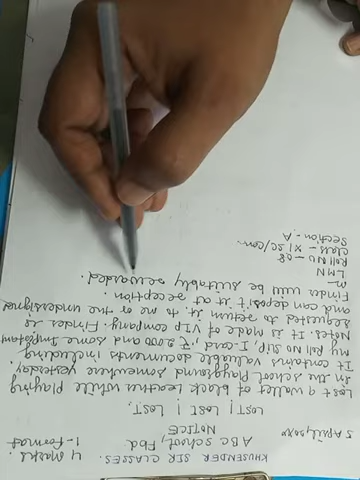 KHUSENDER SIR CLASSES.
4 Marks.
1- Format
ABC School, Fbd
NOTICE
5 April, 20xx
LOST! LOST! LOST.
Lost a wallet of black leather while playing
in the school playground somewhere yesterday.
It contains valuable documents including
my Roll No slip, I-card, ₹ 2,000 and some Important
Notes. It is made of VIP company. Finder is
requested to return it to me or the undersigned
and can deposit it at reception.
Finder will be suitably rewarded.
LMN
Roll No - 08
Class - XI SC/Com.
Section - A